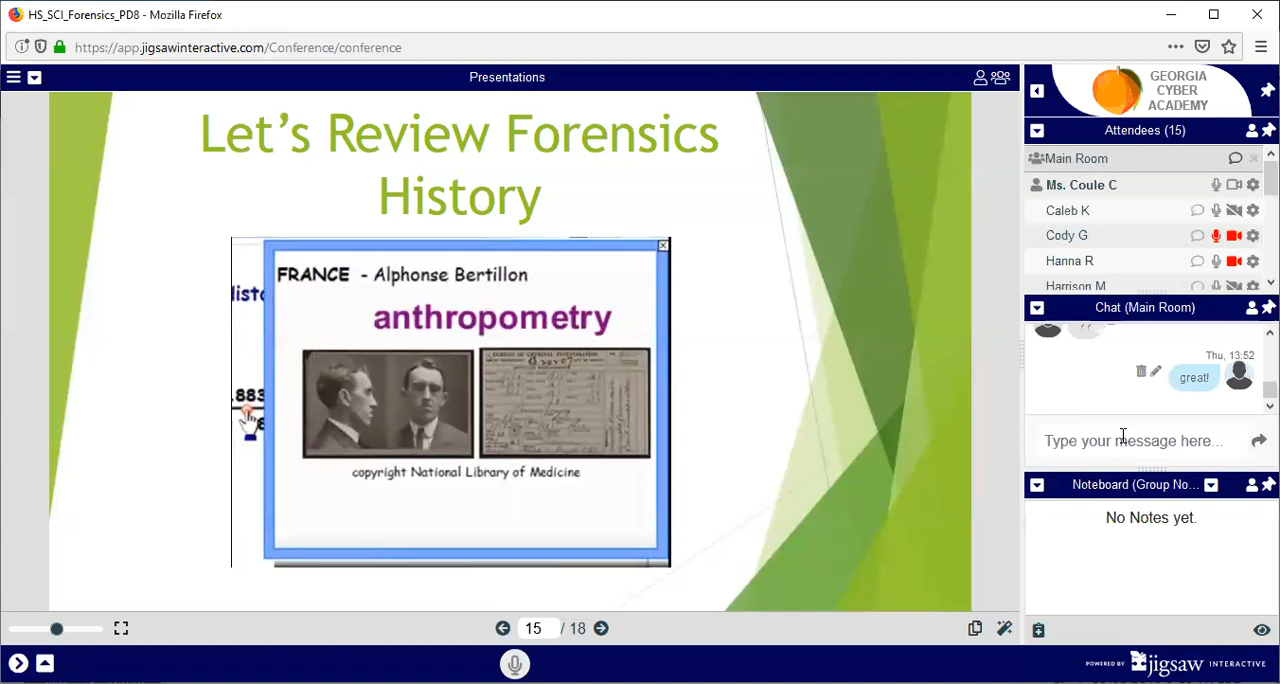 HS_SCI_Forensics_PD8 - Mozilla Firefox
https://app.jigsawinteractive.com/Conference/conference
Presentations
Let's Review Forensics
History
FRANCE - Alphonse Bertillon
anthropometry
copyright National Library of Medicine
Histo
1883
15 / 18
GEORGIA
CYBER
ACADEMY
Attendees (15)
Main Room
Ms. Coule C
Caleb K
Cody G
Hanna R
Harrison M
Chat (Main Room)
Thu, 13:52
great!
Type your message here...
Noteboard (Group No...
No Notes yet.
POWERED BY jigsaw INTERACTIVE